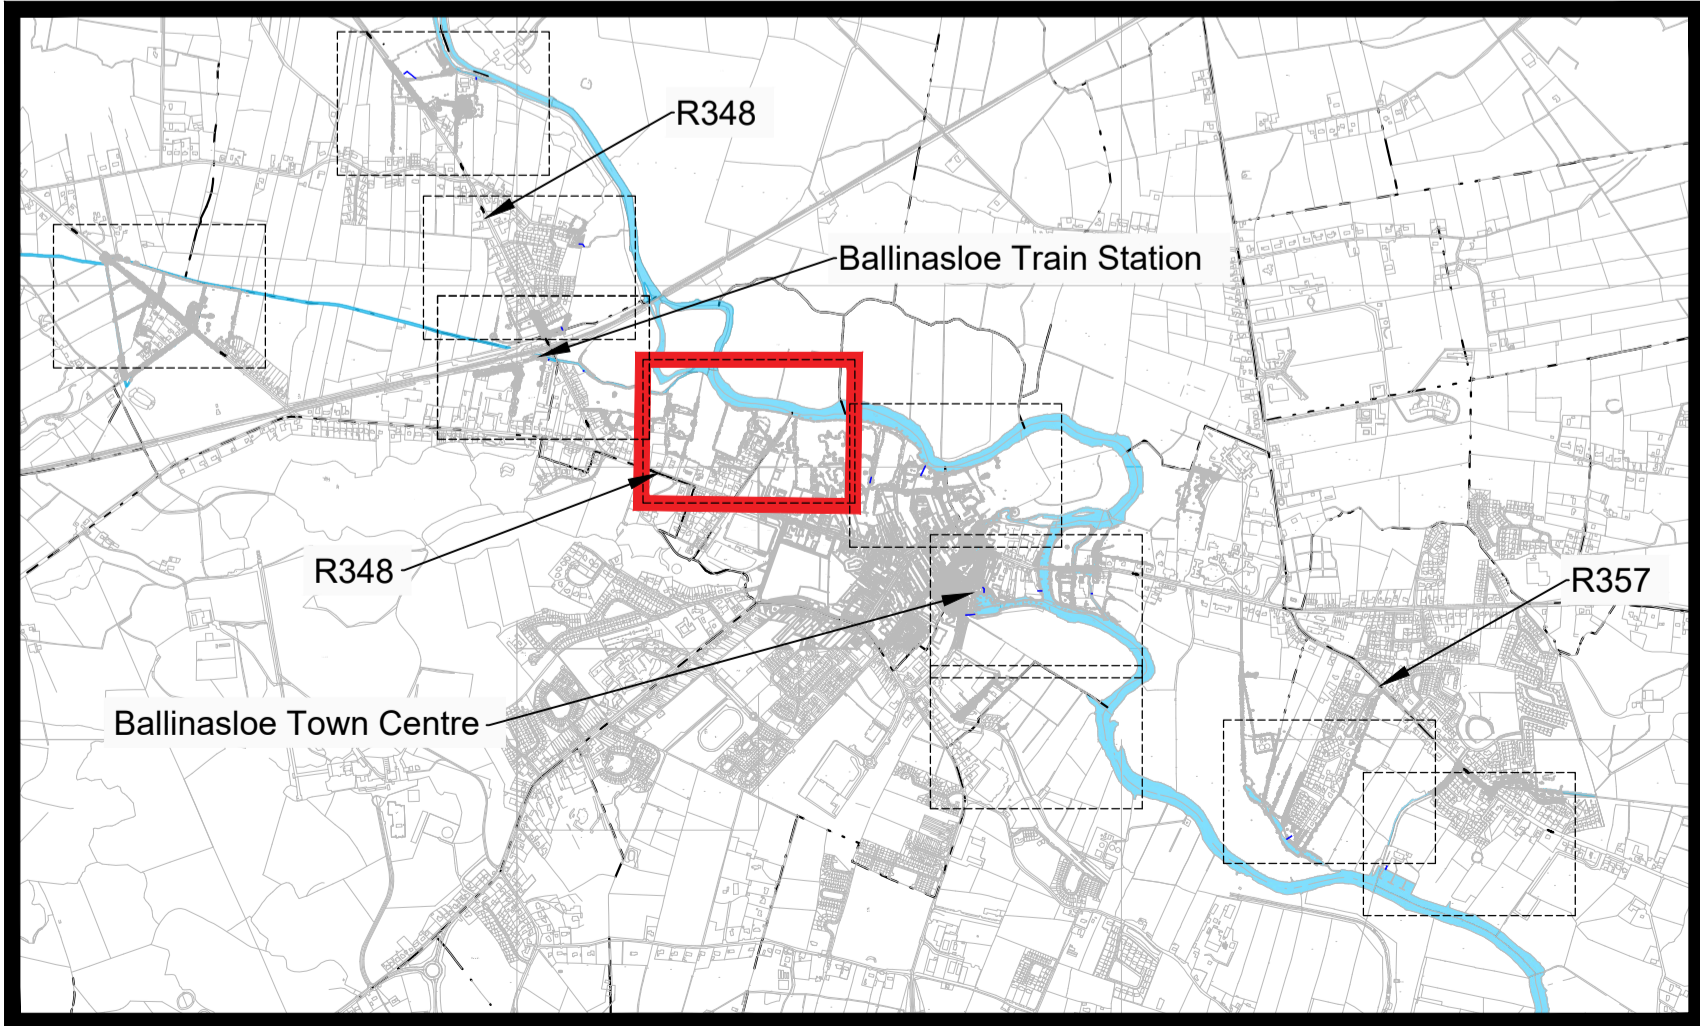 R348
Ballinasloe Train Station
R348
R357
Ballinasloe Town Centre